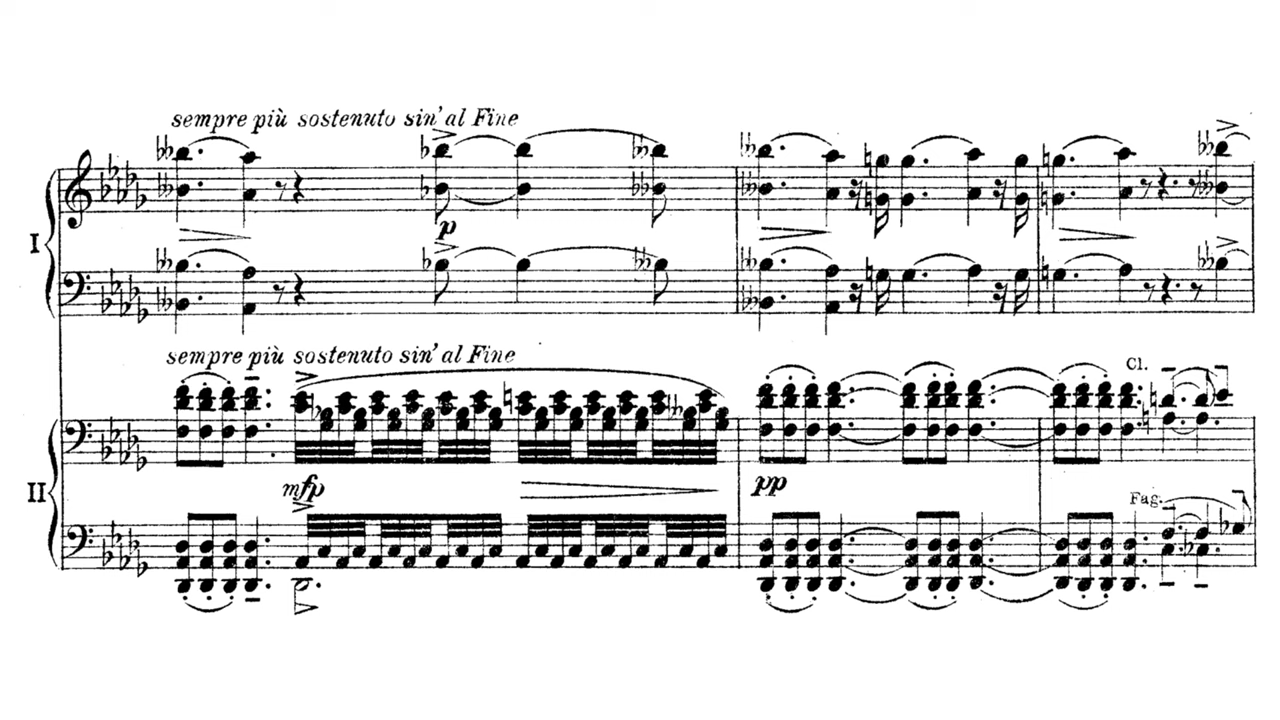 sempre più sostenuto sin' al Fine
p
I
sempre più sostenuto sin' al Fine
Cl.
mfp
pp
II
Fag.